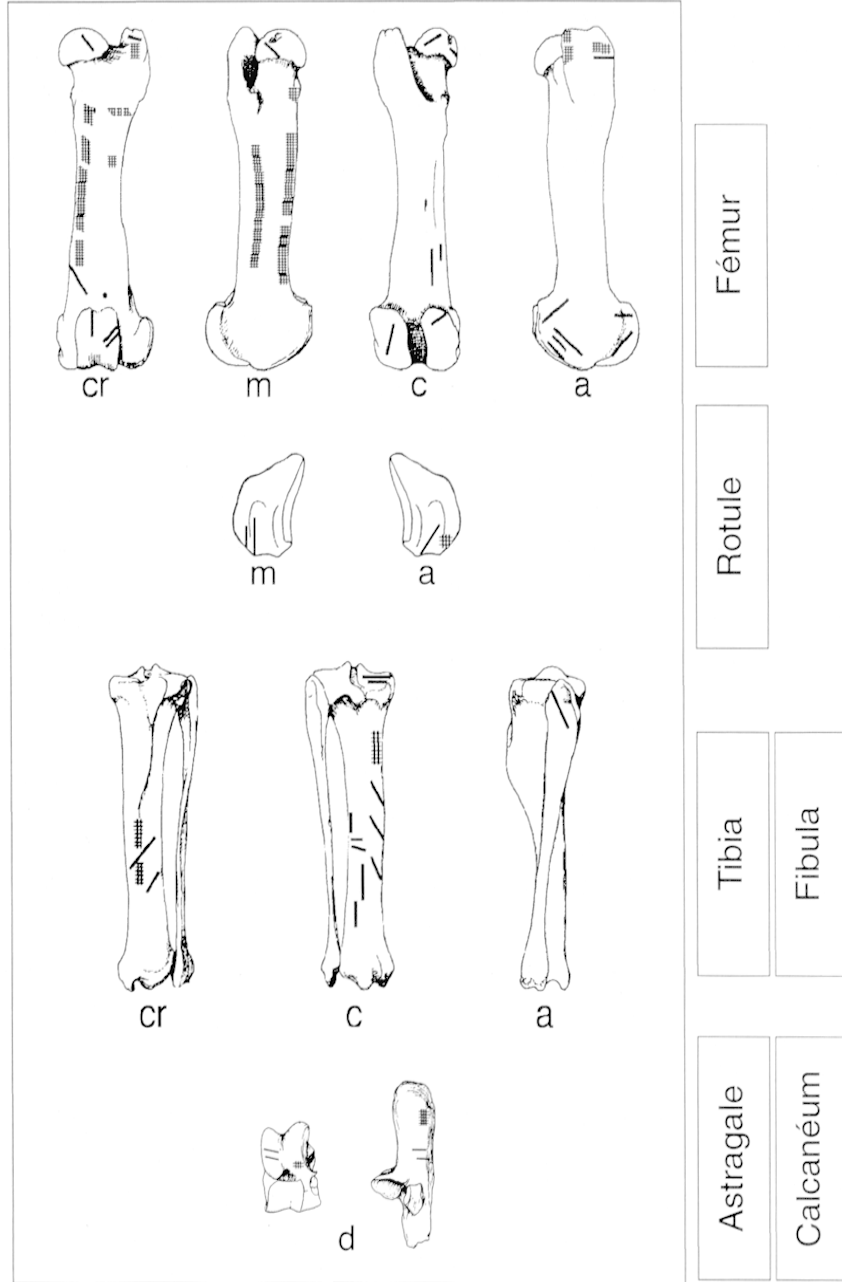 cr m c a
Fémur
m a
Rotule
cr c a
Tibia
Fibula
d
Astragale
Calcanéum